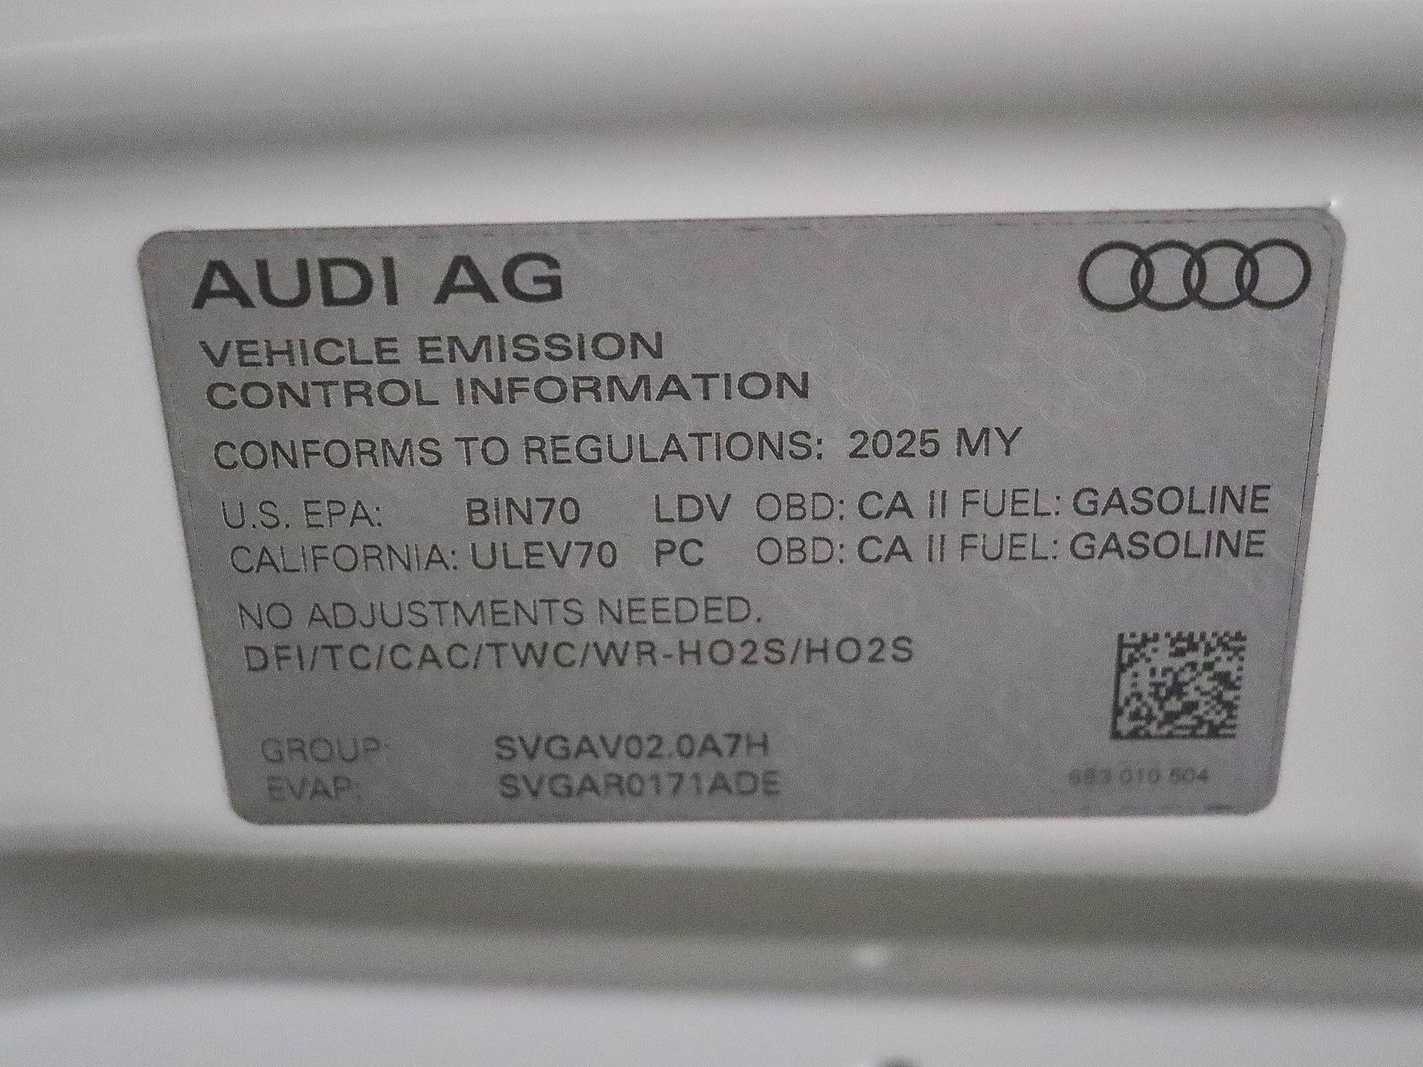 AUDI AG
VEHICLE EMISSION
CONTROL INFORMATION
CONFORMS TO REGULATIONS: 2025 MY
U.S. EPA: BIN70 LDV OBD: CA II FUEL: GASOLINE
CALIFORNIA: ULEV70 PC OBD: CA II FUEL: GASOLINE
NO ADJUSTMENTS NEEDED.
DFI/TC/CAC/TWC/WR-HO2S/HO2S
GROUP: SVGAV02.0A7H
EVAP: SVGAR0171ADE
010 504